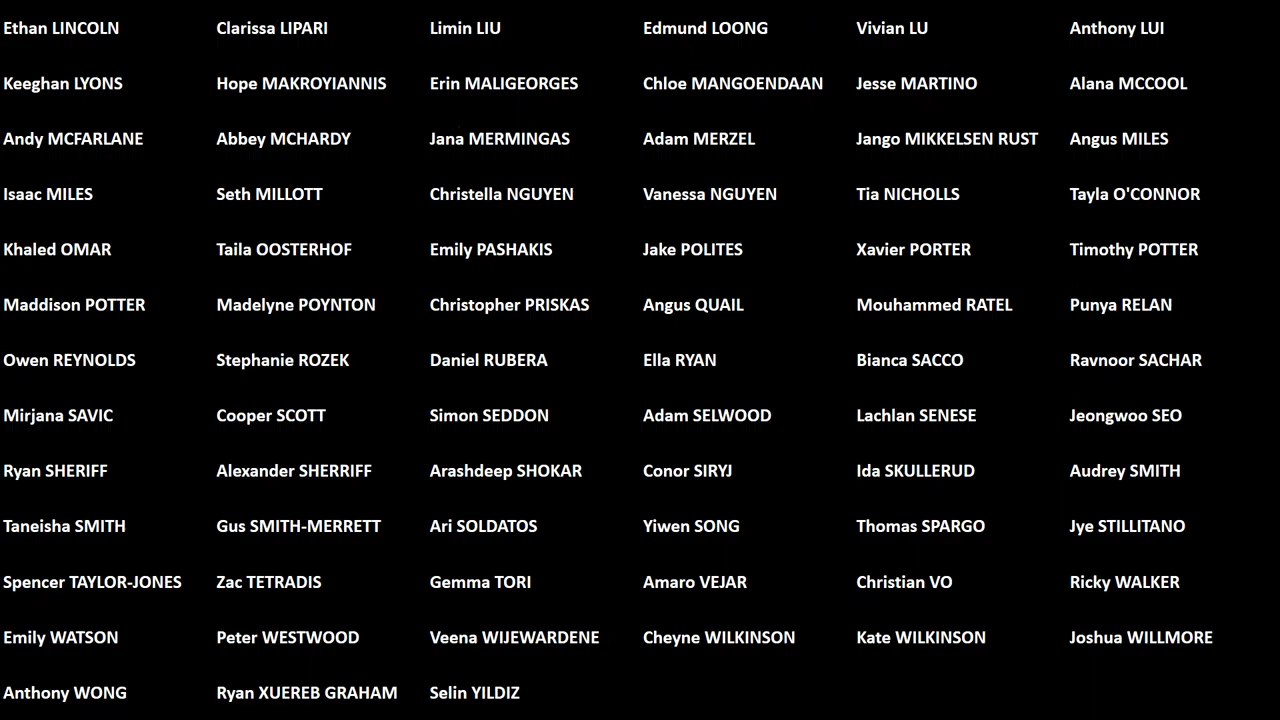 Ethan LINCOLN Clarissa LIPARI Limin LIU Edmund LOONG Vivian LU Anthony LUI
Keeghan LYONS Hope MAKROYIANNIS Erin MALIGEORGES Chloe MANGOENDAAN Jesse MARTINO Alana MCCOOL
Andy MCFARLANE Abbey MCHARDY Jana MERMINGAS Adam MERZEL Jango MIKKELSEN RUST Angus MILES
Isaac MILES Seth MILLOTT Christella NGUYEN Vanessa NGUYEN Tia NICHOLLS Tayla O'CONNOR
Khaled OMAR Taila OOSTERHOF Emily PASHAKIS Jake POLITES Xavier PORTER Timothy POTTER
Maddison POTTER Madelyne POYNTON Christopher PRISKAS Angus QUAIL Mouhammed RATEL Punya RELAN
Owen REYNOLDS Stephanie ROZEK Daniel RUBERA Ella RYAN Bianca SACCO Ravnoor SACHAR
Mirjana SAVIC Cooper SCOTT Simon SEDDON Adam SELWOOD Lachlan SENESE Jeongwoo SEO
Ryan SHERIFF Alexander SHERRIFF Arashdeep SHOKAR Conor SIRYJ Ida SKULLERUD Audrey SMITH
Taneisha SMITH Gus SMITH-MERRETT Ari SOLDATOS Yiwen SONG Thomas SPARGO Jye STILLITANO
Spencer TAYLOR-JONES Zac TETRADIS Gemma TORI Amaro VEJAR Christian VO Ricky WALKER
Emily WATSON Peter WESTWOOD Veena WIJEWARDENE Cheyne WILKINSON Kate WILKINSON Joshua WILLMORE
Anthony WONG Ryan XUEREB GRAHAM Selin YILDIZ